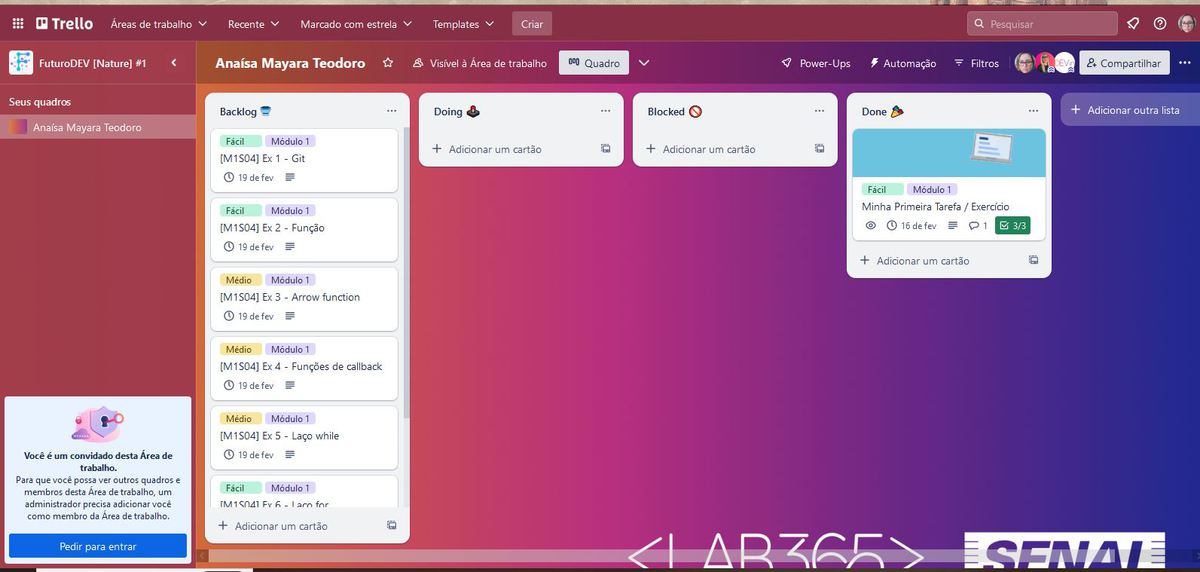 Trello
Áreas de trabalho
Recente
Marcado com estrela
Templates
Criar
Pesquisar
FuturoDEV [Nature] #1
Anaísa Mayara Teodoro
Visível à Área de trabalho
Quadro
Power-Ups
Automação
Filtros
Compartilhar
Seus quadros
Anaísa Mayara Teodoro
Você é um convidado desta Área de
trabalho.
Para que você possa ver outros quadros e
membros desta Área de trabalho, um
administrador precisa adicionar você
como membro da Área de trabalho.
Pedir para entrar
Backlog
Fácil Módulo 1
[M1S04] Ex 1 - Git
19 de fev
Fácil Módulo 1
[M1S04] Ex 2 - Função
19 de fev
Médio Módulo 1
[M1S04] Ex 3 - Arrow function
19 de fev
Médio Módulo 1
[M1S04] Ex 4 - Funções de callback
19 de fev
Médio Módulo 1
[M1S04] Ex 5 - Laço while
19 de fev
Fácil Módulo 1
[M1S04] Ex 6 - Laço for
+ Adicionar um cartão
Doing
+ Adicionar um cartão
Blocked
+ Adicionar um cartão
Done
Fácil Módulo 1
Minha Primeira Tarefa / Exercício
16 de fev 1 3/3
+ Adicionar um cartão
+ Adicionar outra lista
<LAB365>
SENAI